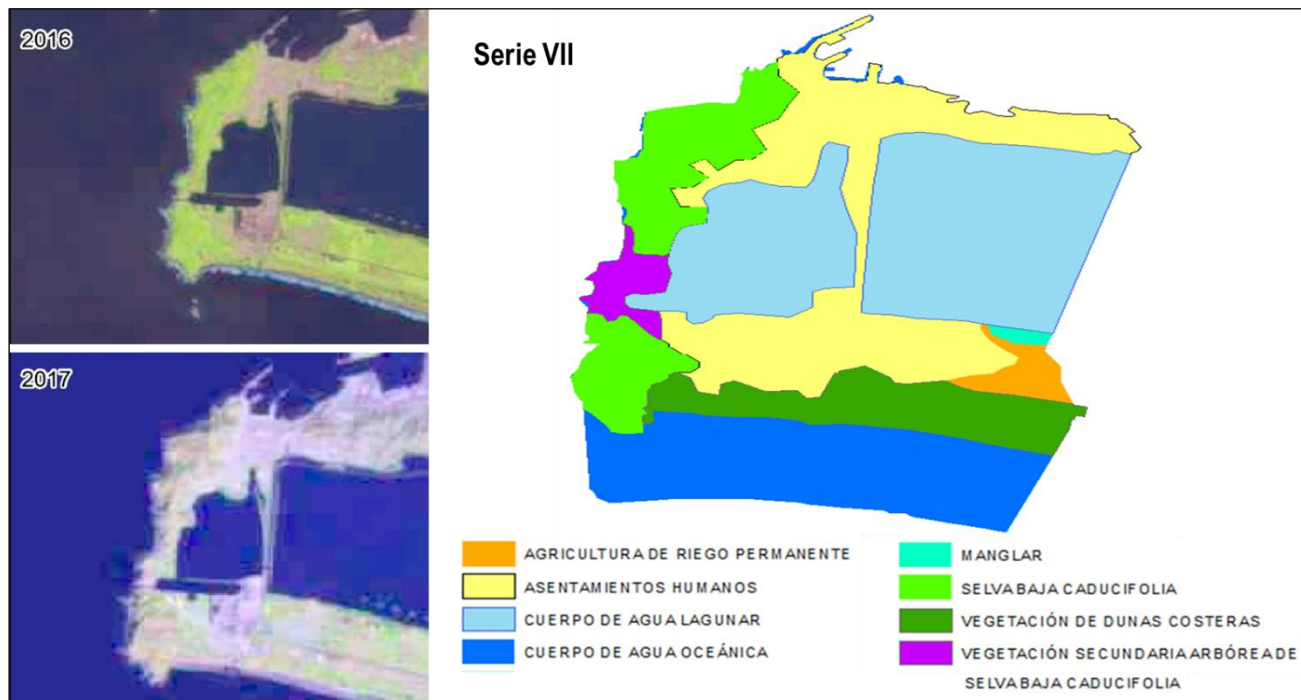 2016
2017
Serie VII
AGRICULTURA DE RIEGO PERMANENTE
ASENTAMIENTOS HUMANOS
CUERPO DE AGUA LAGUNAR
CUERPO DE AGUA OCEÁNICA
MANGLAR
SELVA BAJA CADUCIFOLIA
VEGETACIÓN DE DUNAS COSTERAS
VEGETACIÓN SECUNDARIA ARBÓREA DE
SELVA BAJA CADUCIFOLIA